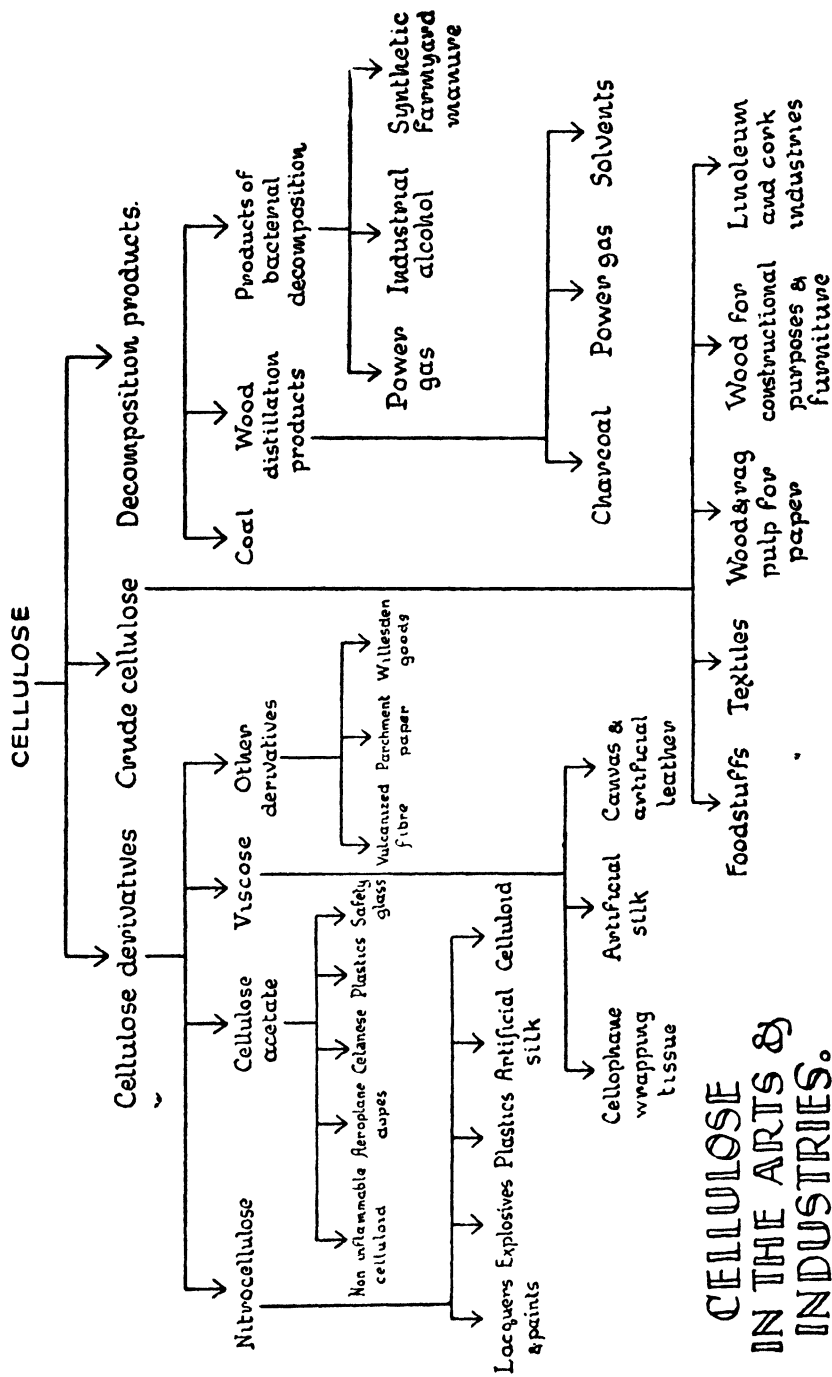 CELLULOSE
Cellulose derivatives
Crude cellulose
Decomposition products.
Nitrocellulose
Cellulose
acetate
Viscose
Other
derivatives
Coal
Wood
distillation
products
Products of
bacterial
decomposition
Non inflammable
celluloid
Aeroplane
dopes
Celanese
Plastics
Safety
glass
Vulcanized
fibre
Parchment
paper
Willesden
goods
Power
gas
Industrial
alcohol
Synthetic
farmyard
manure
Lacquers
& paints
Explosives
Plastics
Artificial
silk
Celluloid
Cellophane
wrapping
tissue
Artificial
silk
Canvas &
artificial
leather
Charcoal
Power gas
Solvents
Foodstuffs
Textiles
Wood & rag
pulp for
paper
Wood for
constructional
purposes &
furniture
Linoleum
and cork
industries
CELLULOSE
IN THE ARTS &
INDUSTRIES.